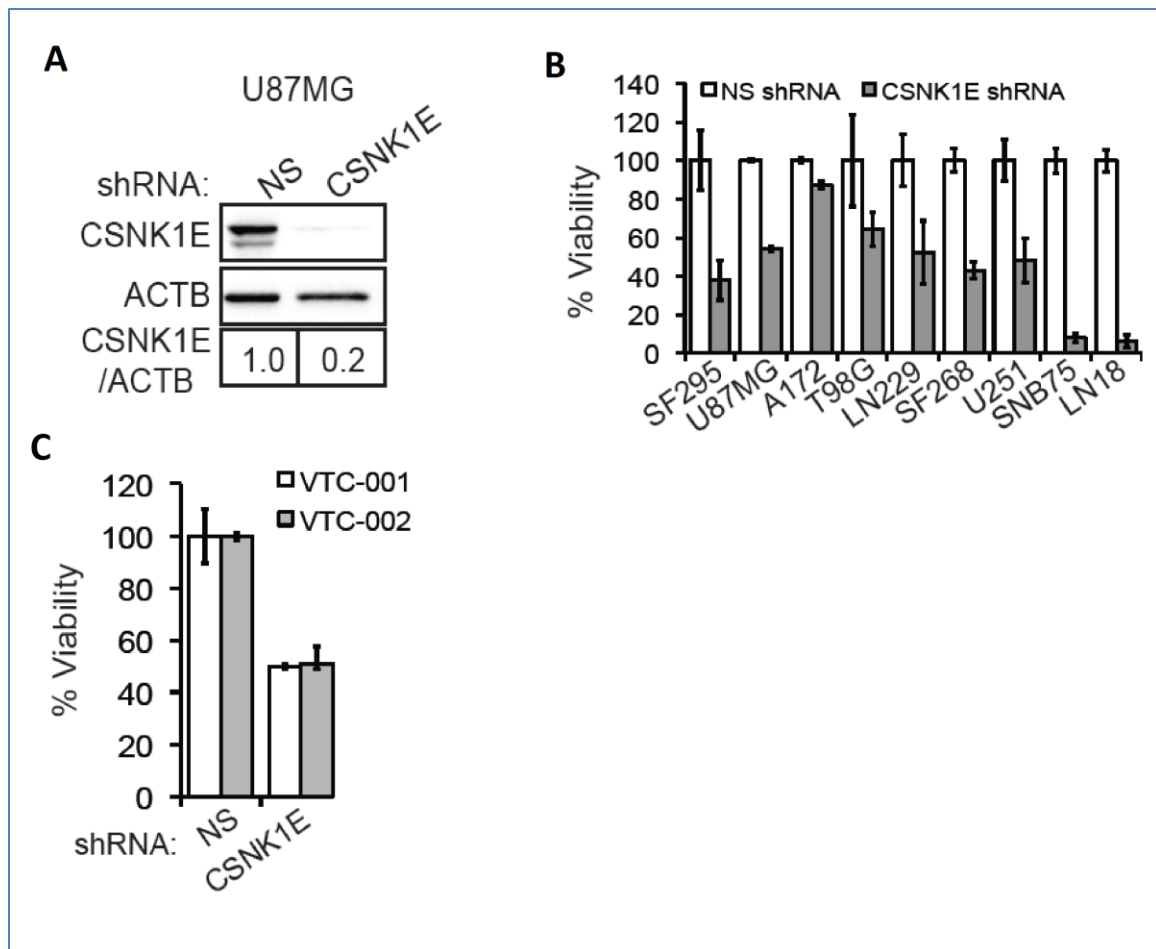 A
U87MG
shRNA: NS CSNK1E
CSNK1E
ACTB
CSNK1E
/ACTB
1.0 0.2
B
NS shRNA CSNK1E shRNA
% Viability
140
120
100
80
60
40
20
0
SF295 U87MG A172 T98G LN229 SF268 U251 SNB75 LN18
C
VTC-001
VTC-002
% Viability
120
100
80
60
40
20
0
shRNA: NS CSNK1E